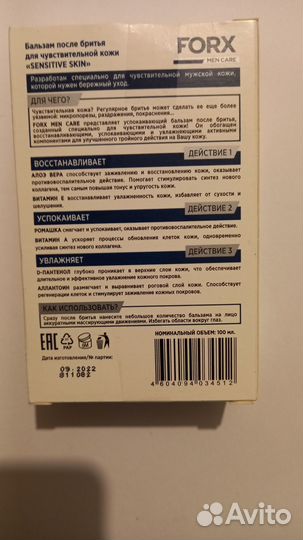 Бальзам после бритья
для чувствительной кожи
«SENSITIVE SKIN»
FORX
MEN CARE
Разработан специально для чувствительной мужской кожи,
которой нужен бережный уход.
ДЛЯ ЧЕГО?
Чувствительная кожа? Регулярное бритье может сделать ее еще более
уязвимой: микропорезы, раздражения, покраснения...
FORX MEN CARE представляет успокаивающий бальзам после бритья,
созданный специально для чувствительной кожи! Он обогащен
восстанавливающими, успокаивающими и увлажняющими активными
компонентами для улучшенного тройного действия на Вашу кожу.
ВОССТАНАВЛИВАЕТ
ДЕЙСТВИЕ 1
АЛОЭ ВЕРА способствует заживлению и восстановлению кожи, оказывает
противовоспалительное действие. Помогает стимулировать синтез нового
коллагена, тем самым повышая тонус и упругость кожи.
ВИТАМИН Е восстанавливает увлажненность кожи, избавляет от сухости и
шелушения.
УСПОКАИВАЕТ
ДЕЙСТВИЕ 2
РОМАШКА смягчает и успокаивает, оказывает противовоспалительное действие.
ВИТАМИН А ускоряет процессы обновления клеток кожи, одновременно
усиливая синтез нового коллагена.
УВЛАЖНЯЕТ
ДЕЙСТВИЕ 3
D-ПАНТЕНОЛ глубоко проникает в верхние слои кожи, что обеспечивает
длительное и эффективное увлажнение кожного покрова.
АЛЛАНТОИН размягчает и выравнивает роговой слой кожи. Способствует
регенерации клеток и стимулирует заживление кожных покровов.
КАК ИСПОЛЬЗОВАТЬ?
Сразу после бритья нанесите небольшое количество бальзама на лицо
аккуратными массирующими движениями. Избегать области вокруг глаз.
EAC
PAP
НОМИНАЛЬНЫЙ ОБЪЕМ: 100 мл.
Дата изготовления/№ партии:
09.2022
811082
4 604094 034512
Avito